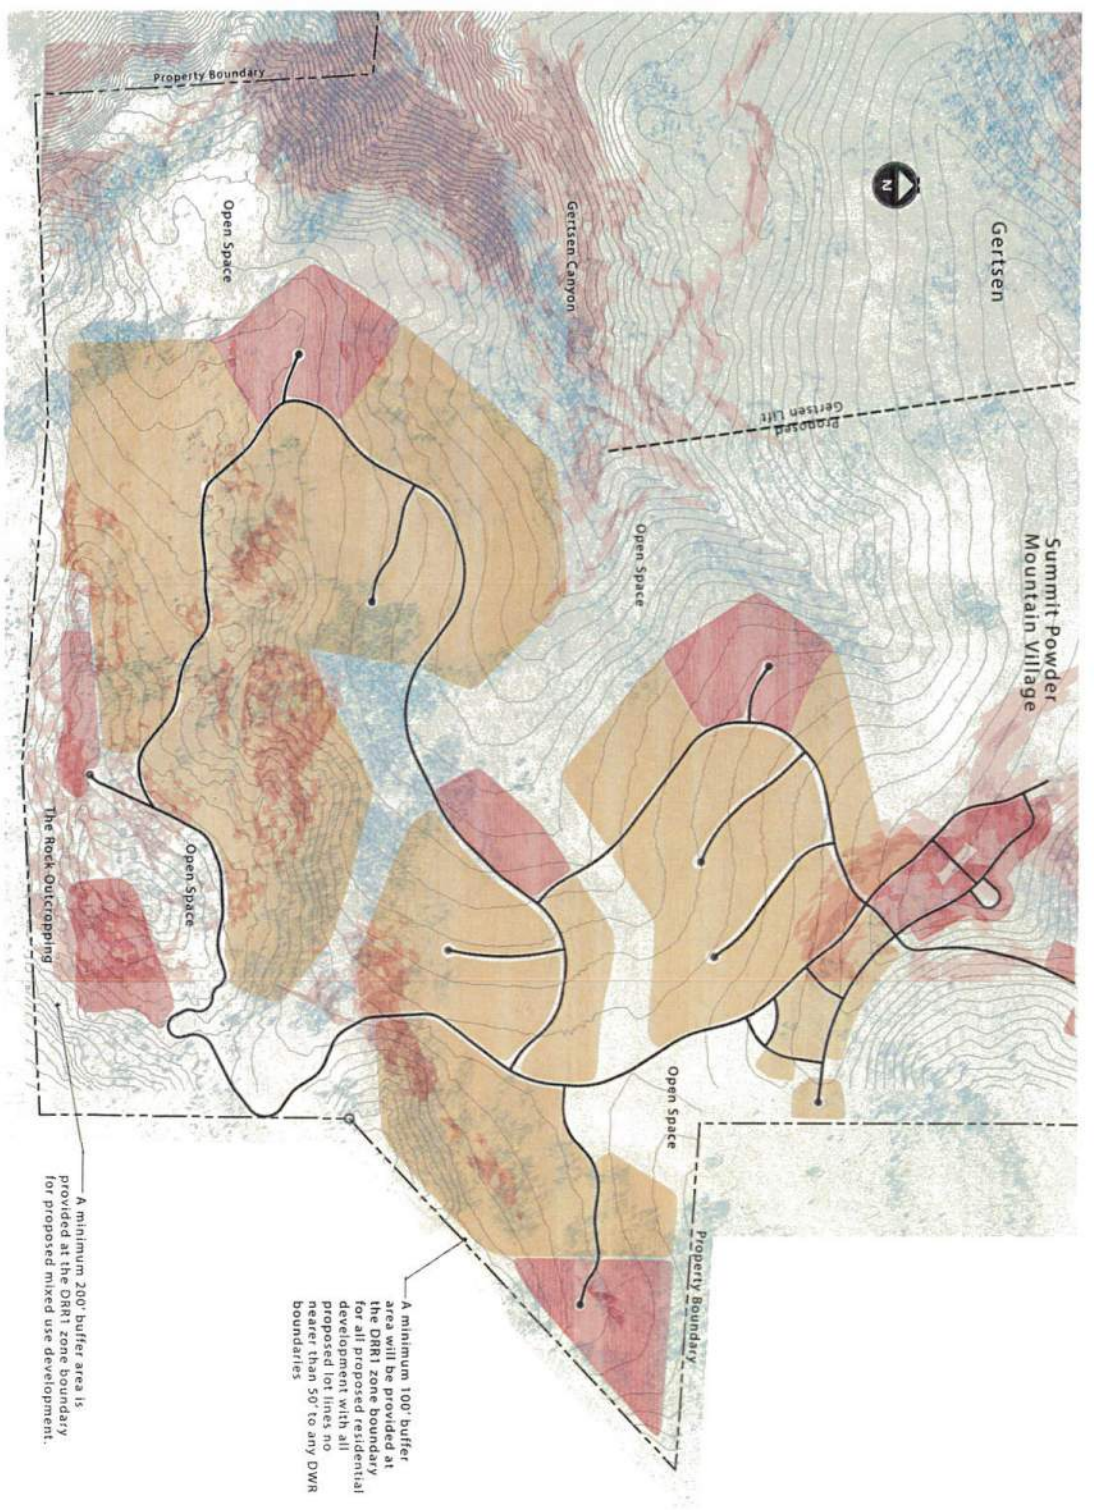 Gertsen
Summit Powder
Mountain Village
N
Proposed
Gertsen Lift
Gertsen Canyon
Open Space
Open Space
Open Space
Open Space
Property Boundary
Property Boundary
The Rock Outcropping
A minimum 100' buffer
area will be provided at
the DRR1 zone boundary
for all proposed residential
development with all
proposed lot lines no
nearer than 50' to any DWR
boundaries
A minimum 200' buffer area is
provided at the DRR1 zone boundary
for proposed mixed use development.